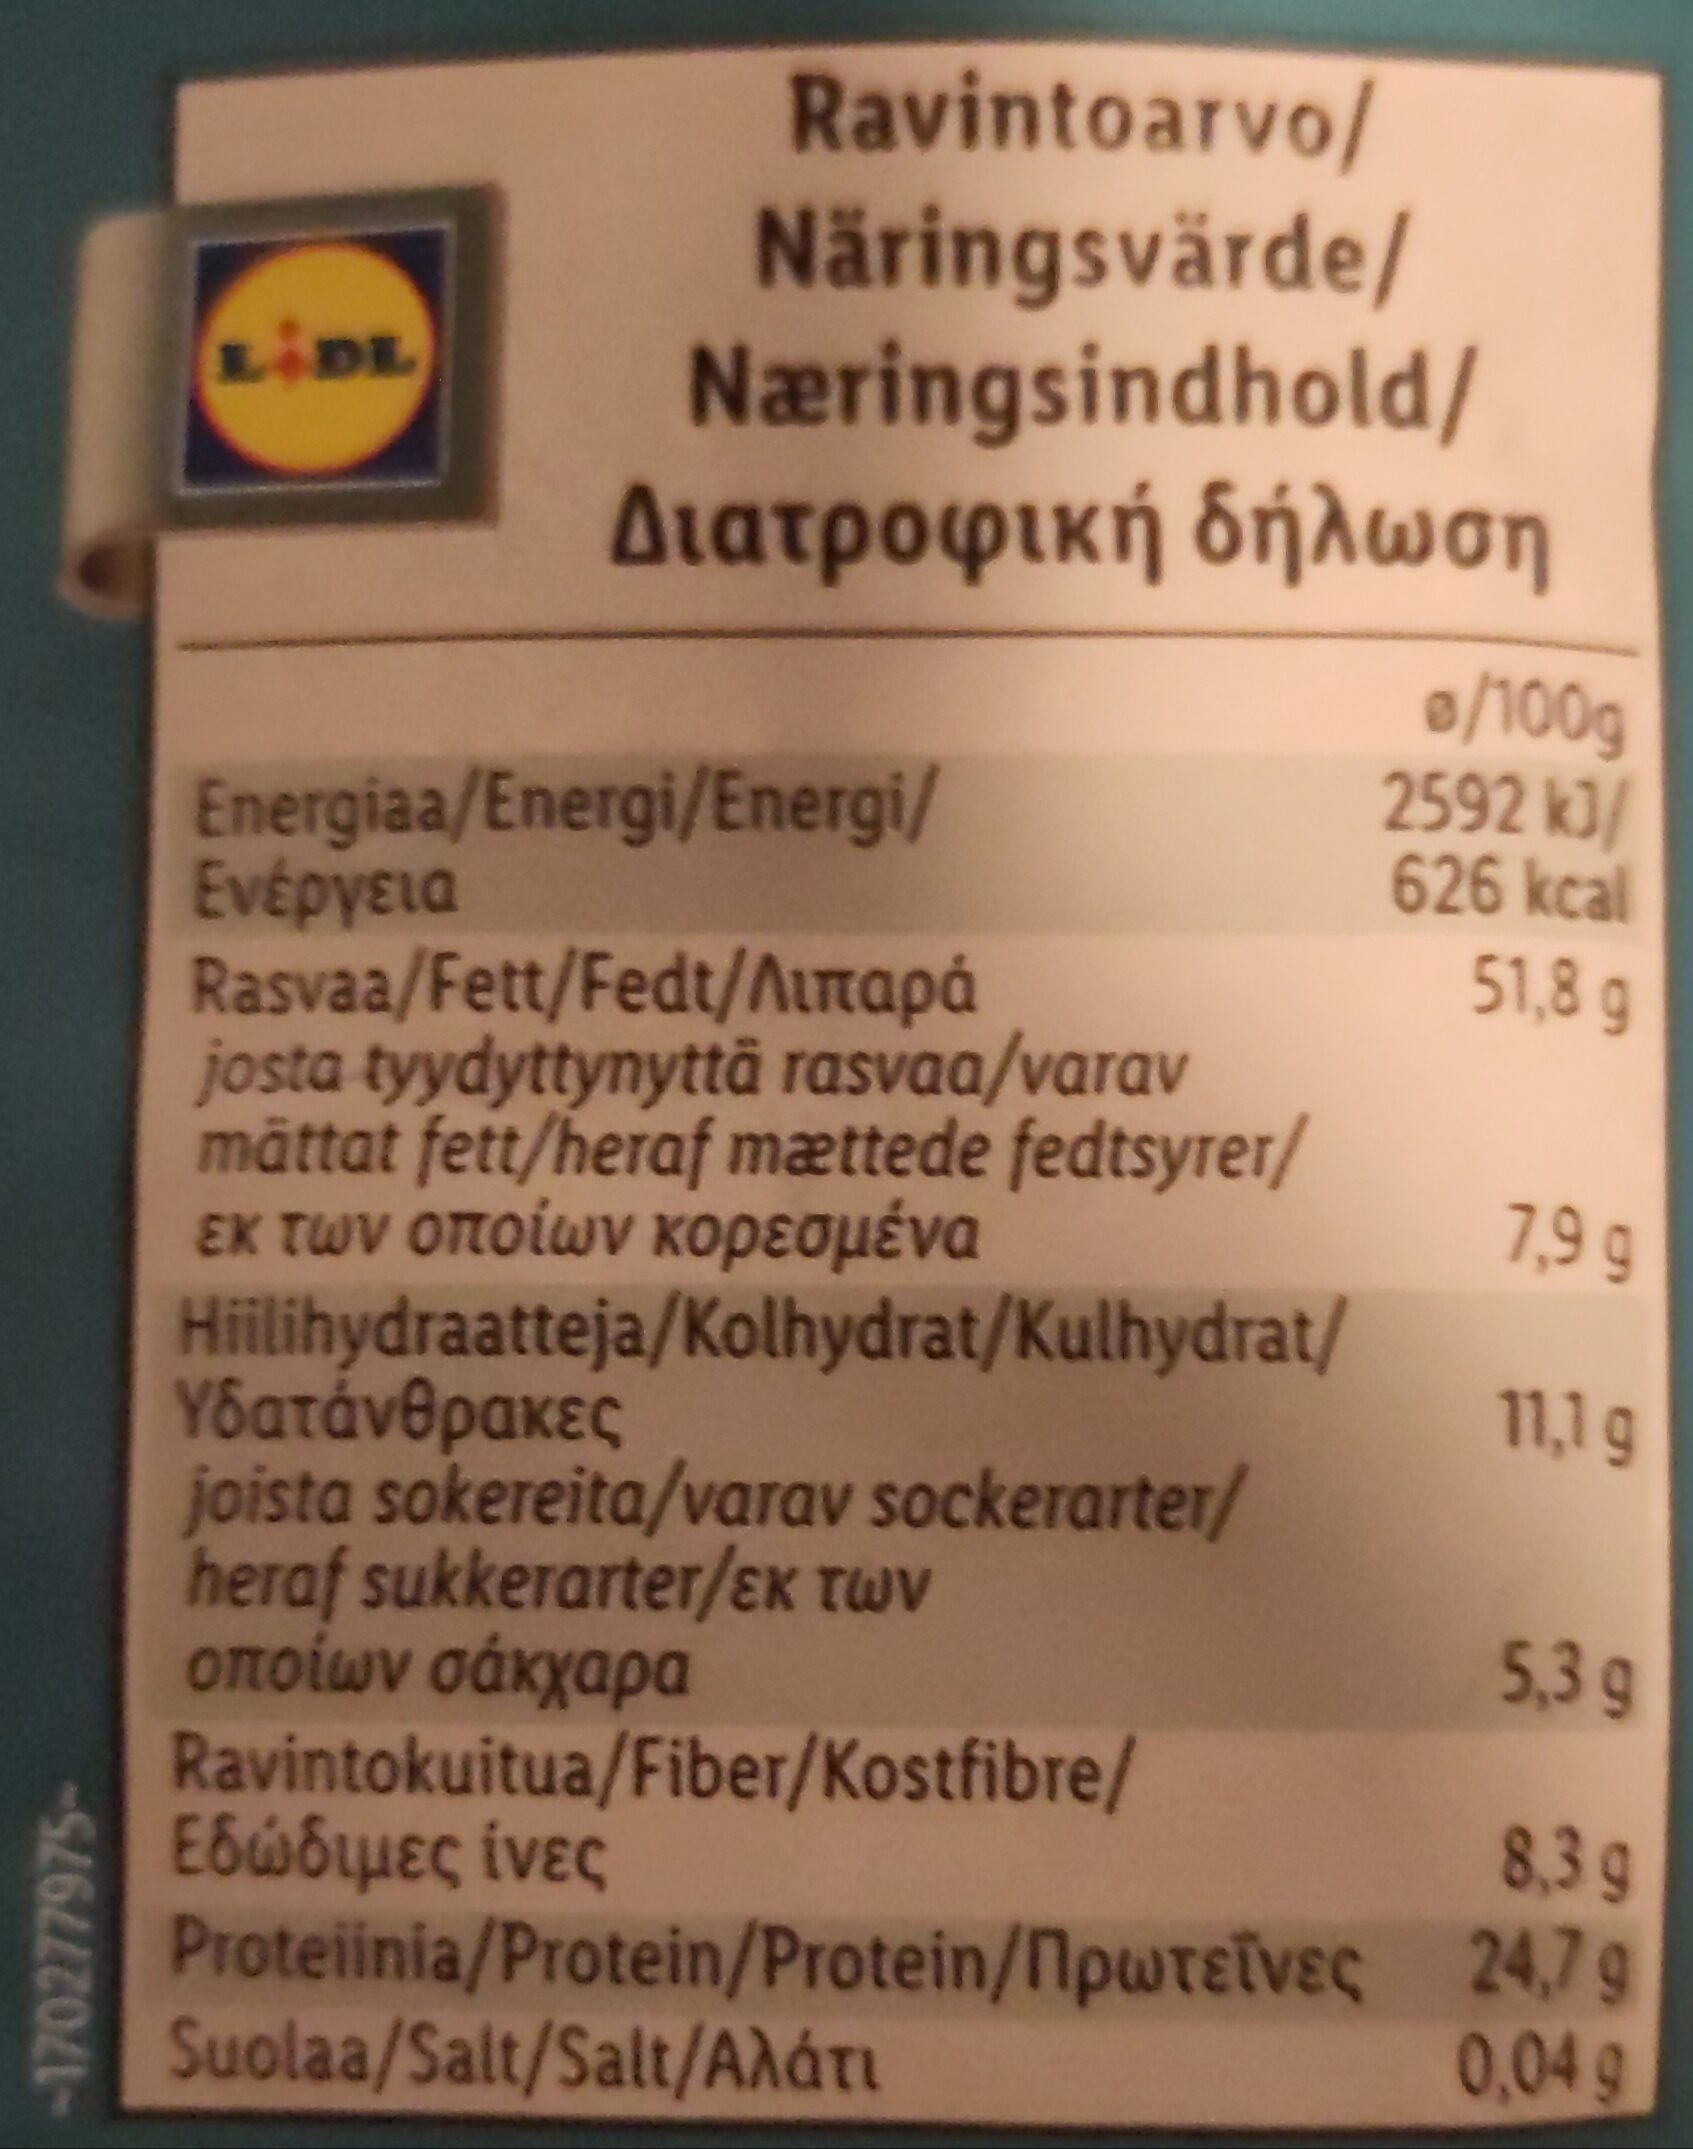 LiDL
Ravintoarvo/
Näringsvärde/
Næringsindhold/
Διατροφική δήλωση
ø/100g
Energiaa/Energi/Energi/ 2592 kJ/
Ενέργεια 626 kcal
Rasvaa/Fett/Fedt/Λιπαρά 51,8 g
josta tyydyttynyttä rasvaa/varav
mättat fett/heraf mættede fedtsyrer/
εκ των οποίων κορεσμένα 7,9 g
Hiilihydraatteja/Kolhydrat/Kulhydrat/
Υδατάνθρακες 11,1 g
joista sokereita/varav sockerarter/
heraf sukkerarter/εκ των
οποίων σάκχαρα 5,3 g
Ravintokuitua/Fiber/Kostfibre/
Εδώδιμες ίνες 8,3 g
Proteiinia/Protein/Protein/Πρωτεΐνες 24,7 g
Suolaa/Salt/Salt/Αλάτι 0,04 g
-17027797S-